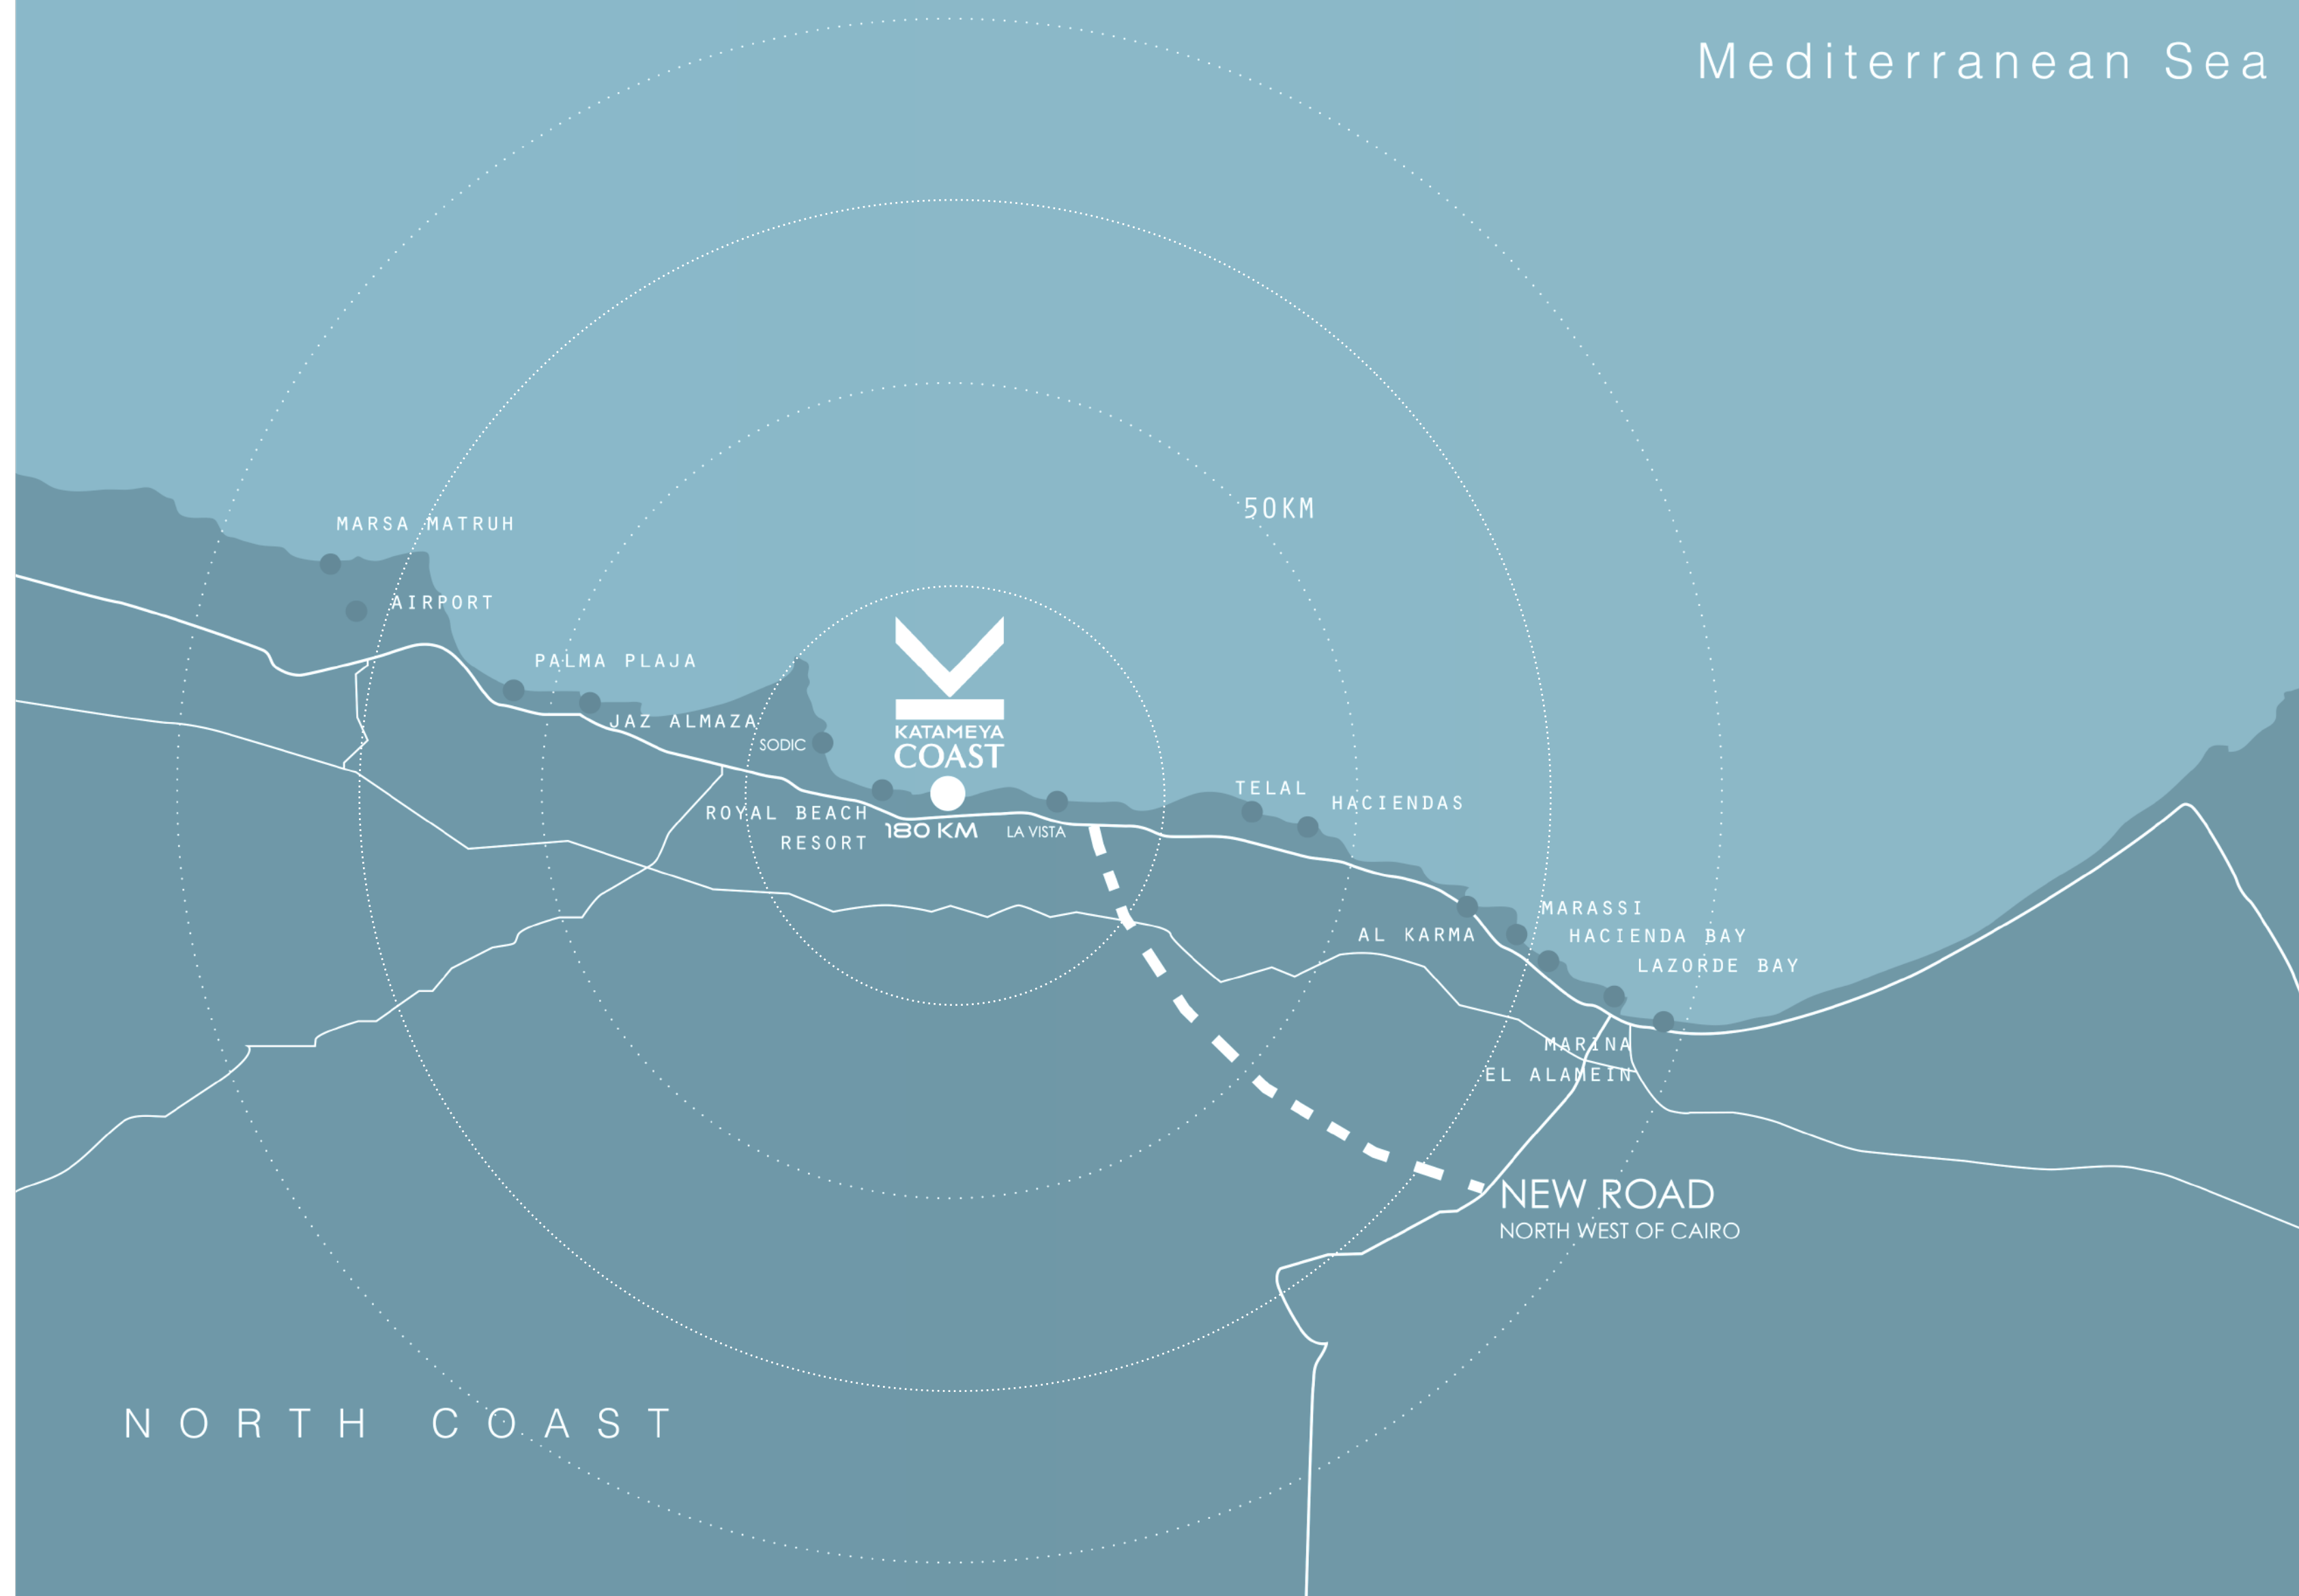 Mediterranean Sea
50KM
MARSA MATRUH
AIRPORT
PALMA PLAJA
JAZ ALMAZA
SODIC
KATAMEYA
COAST
ROYAL BEACH
RESORT
180 KM
LA VISTA
TELAL
HACIENDAS
MARASSI
AL KARMA
HACIENDA BAY
LAZORDE BAY
MARINA
EL ALAMEIN
NEW ROAD
NORTH WEST OF CAIRO
NORTH COAST